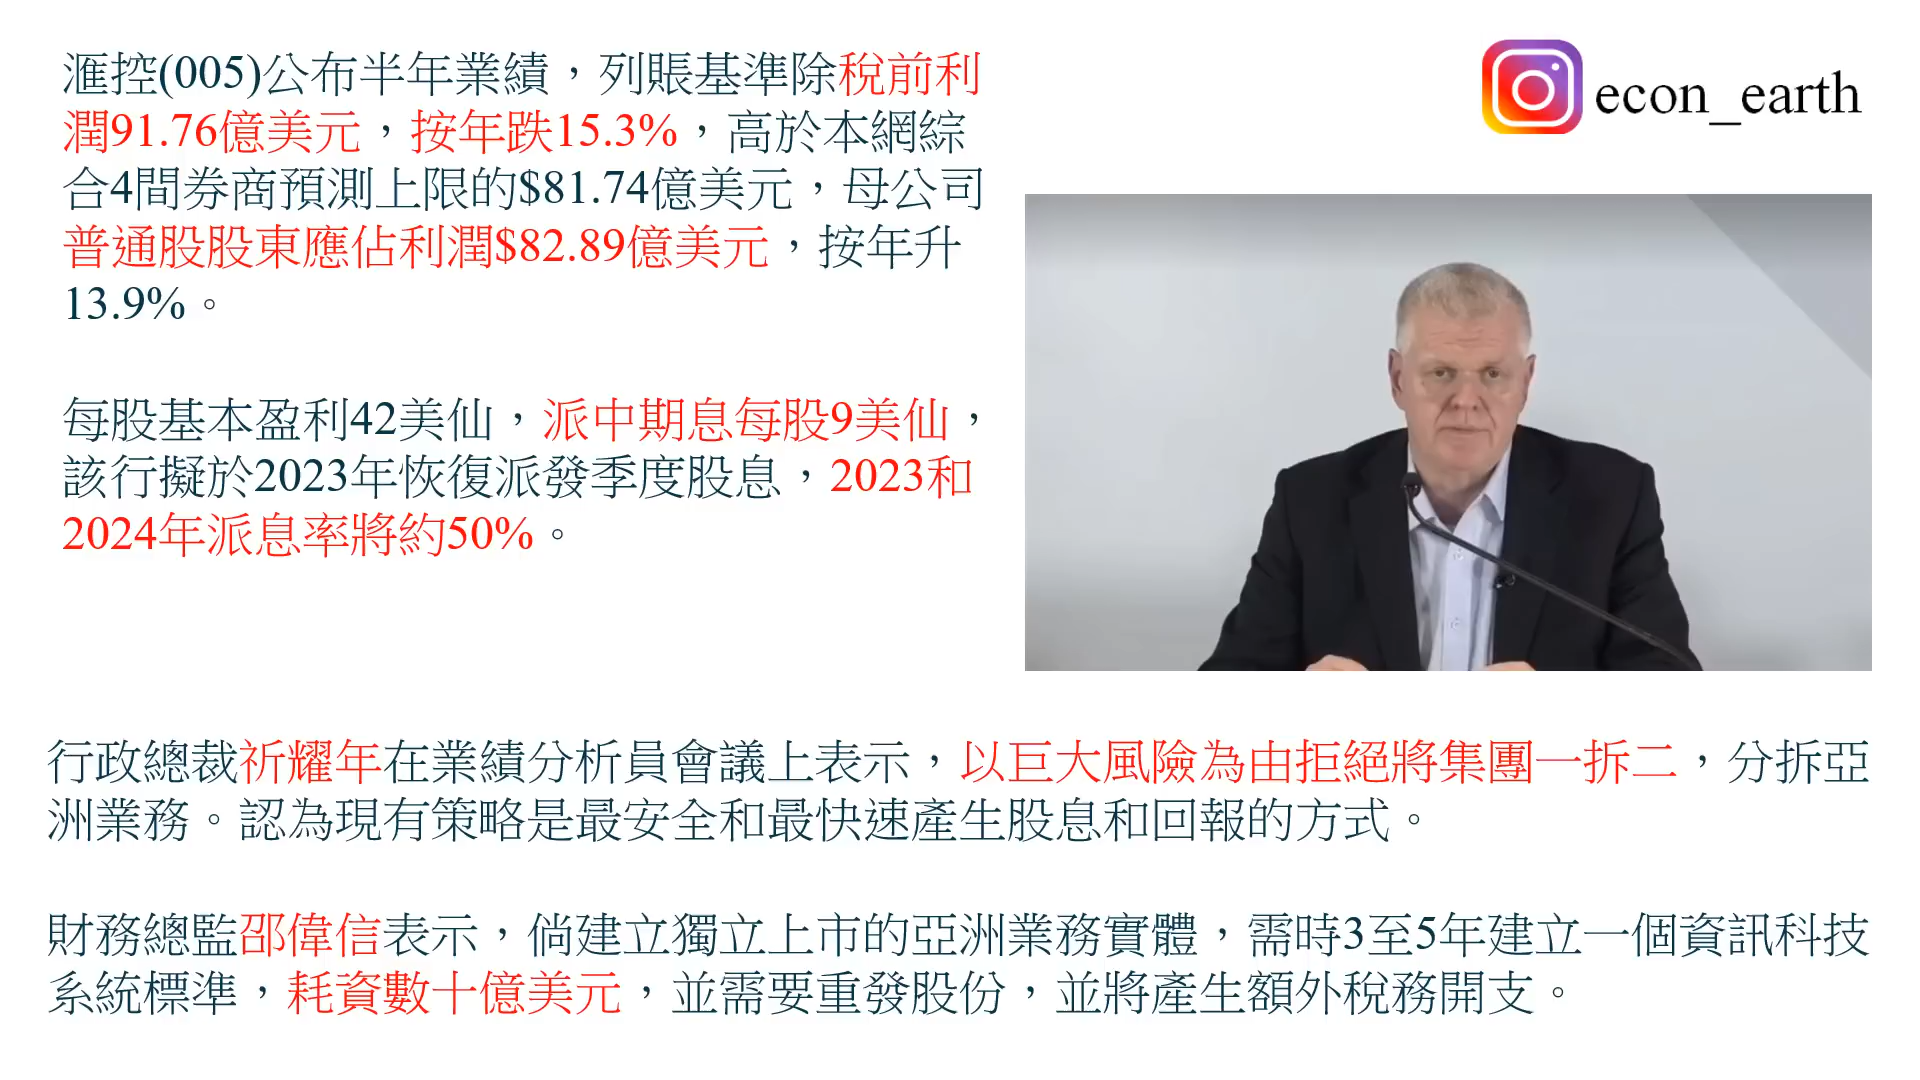 滙控(005)公布半年業績，列賬基準除稅前利
潤91.76億美元，按年跌15.3%，高於本網綜
合4間券商預測上限的$81.74億美元，母公司
普通股股東應佔利潤$82.89億美元，按年升
13.9%。
每股基本盈利42美仙，派中期息每股9美仙，
該行擬於2023年恢復派發季度股息，2023和
2024年派息率將約50%。
econ_earth
行政總裁祈耀年在業績分析員會議上表示，以巨大風險為由拒絕將集團一拆二，分拆亞
洲業務。認為現有策略是最安全和最快速產生股息和回報的方式。
財務總監邵偉信表示，倘建立獨立上市的亞洲業務實體，需時3至5年建立一個資訊科技
系統標準，耗資數十億美元，並需要重發股份，並將產生額外稅務開支。